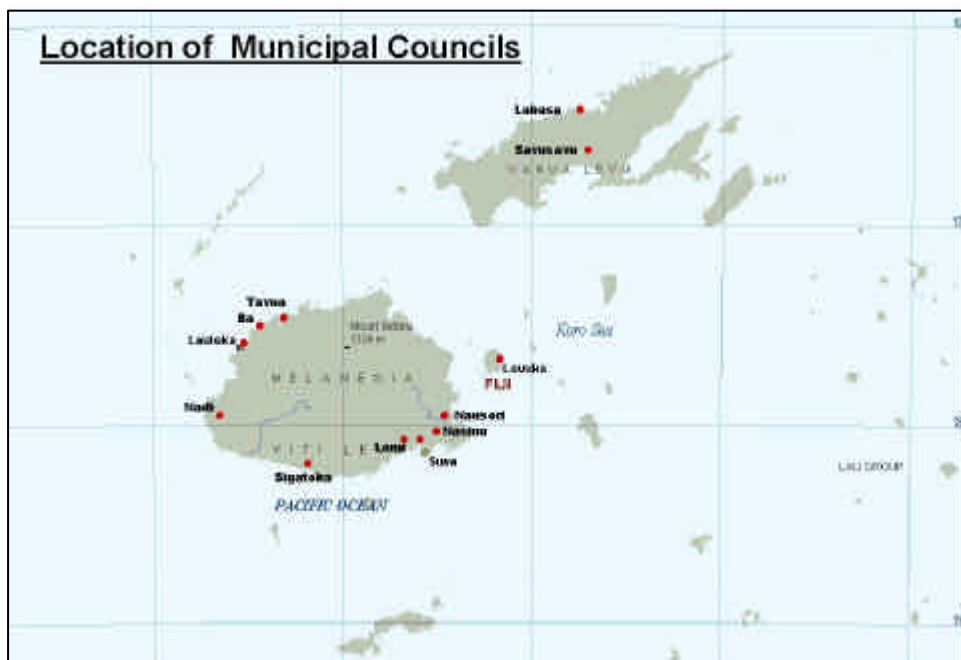 Location of Municipal Councils
Labasa
Savusavu
VANUA LEVU
Tavua
Ba
Lautoka
Koro Sea
Levuka
MELANESIA
FIJI
Nadi
Nausori
Nasinu
VITI
Lami
Suva
LAU GROUP
Sigatoka
PACIFIC OCEAN